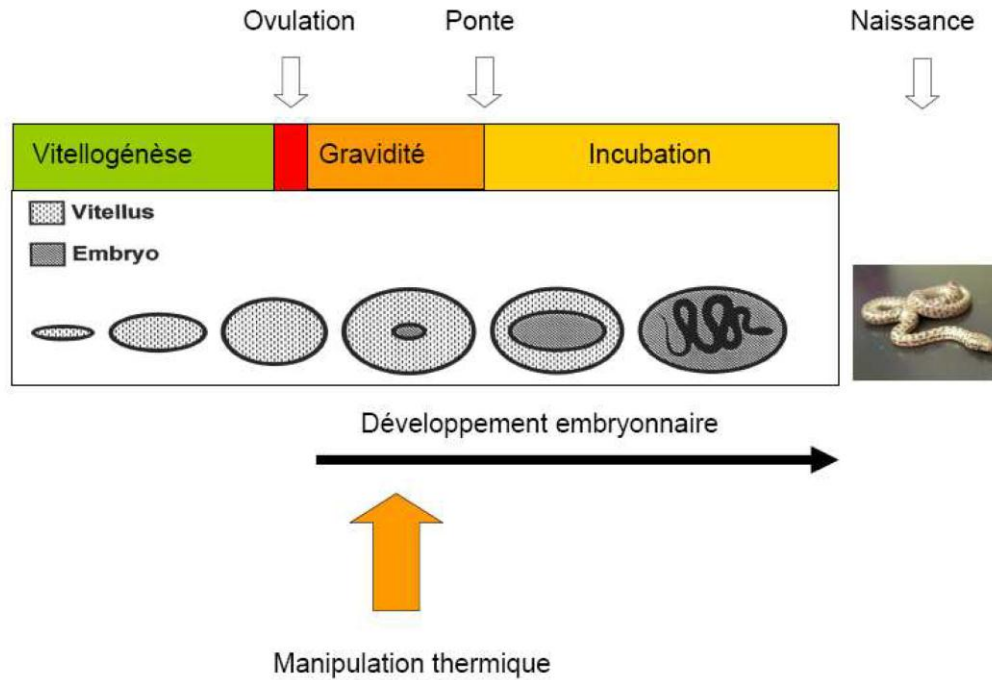 Ovulation
Ponte
Naissance
Vitellogénèse
Gravidité
Incubation
Vitellus
Embryo
Développement embryonnaire
Manipulation thermique